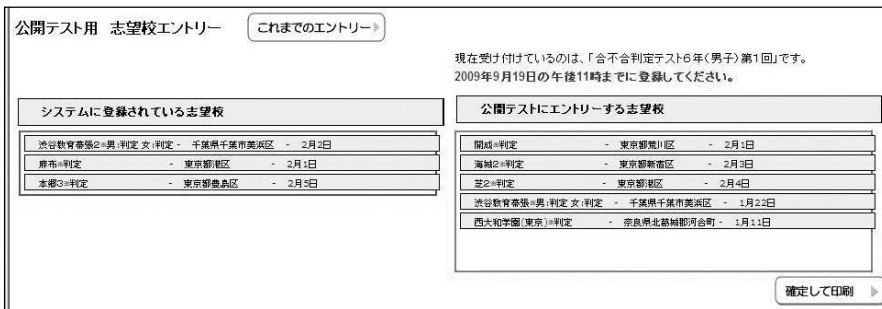 公開テスト用 志望校エントリー
これまでのエントリー
現在受け付けているのは、「合不合判定テスト6年(男子)第1回」です。
2009年9月19日の午後11時までに登録してください。
システムに登録されている志望校
渋谷教育幕張2※男:判定 女:判定 - 千葉県千葉市美浜区 - 2月2日
麻布※判定 - 東京都港区 - 2月1日
本郷3※判定 - 東京都豊島区 - 2月5日
公開テストにエントリーする志望校
開成※判定 - 東京都荒川区 - 2月1日
海城2※判定 - 東京都新宿区 - 2月3日
芝2※判定 - 東京都港区 - 2月4日
渋谷教育幕張※男:判定 女:判定 - 千葉県千葉市美浜区 - 1月22日
西大和学園(東京)※判定 - 奈良県北葛城郡河合町 - 1月11日
確定して印刷